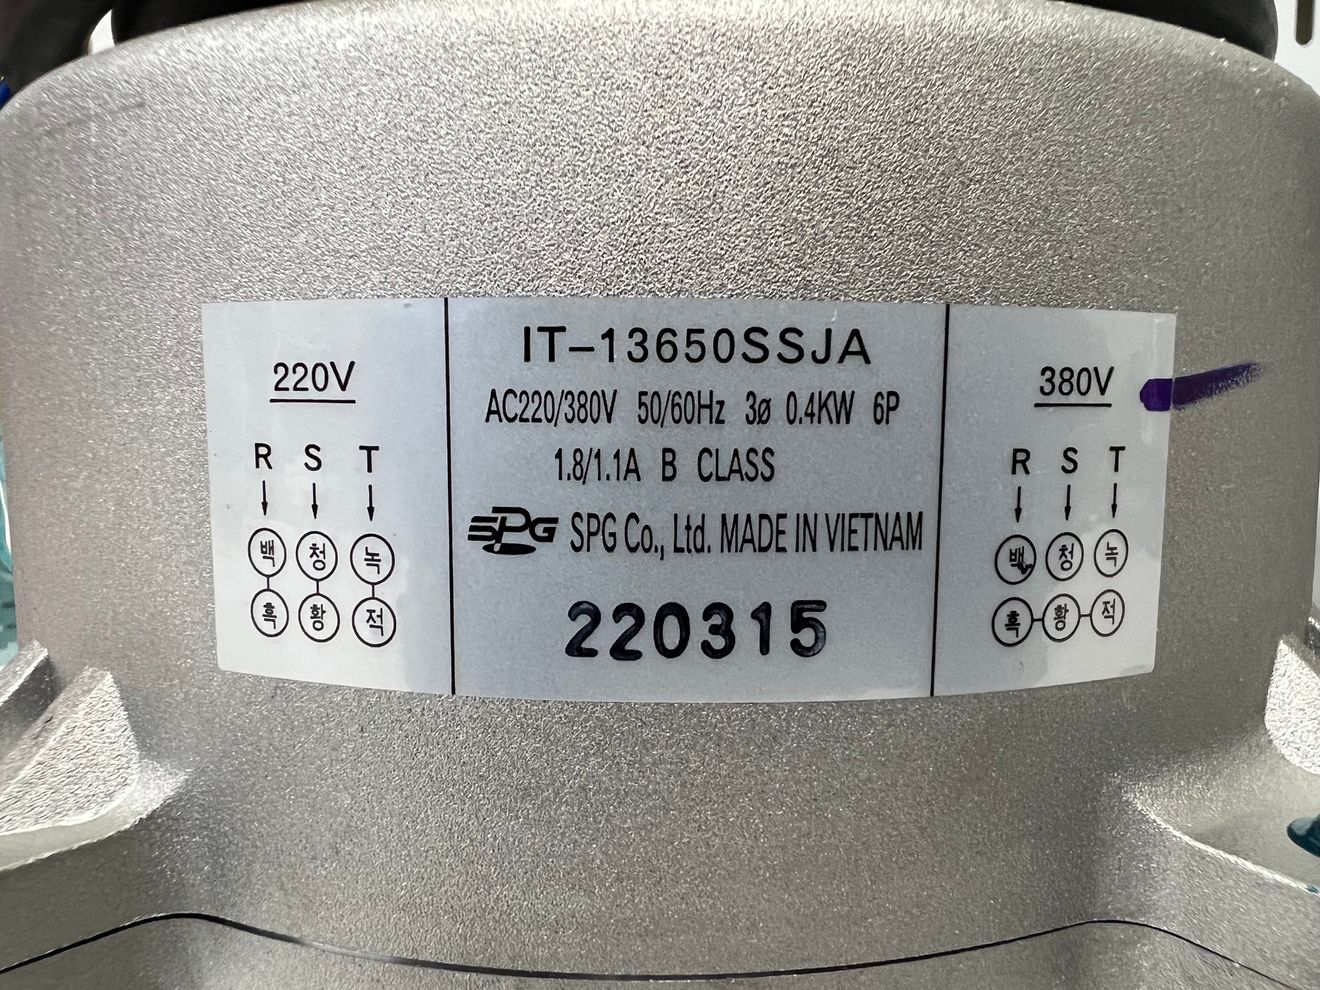 220V
R S T
백 청 녹
흑 황 적
IT-13650SSJA
AC220/380V 50/60Hz 3ø 0.4KW 6P
1.8/1.1A B CLASS
SPG SPG Co., Ltd. MADE IN VIETNAM
220315
380V
R S T
백 청 녹
흑 황 적